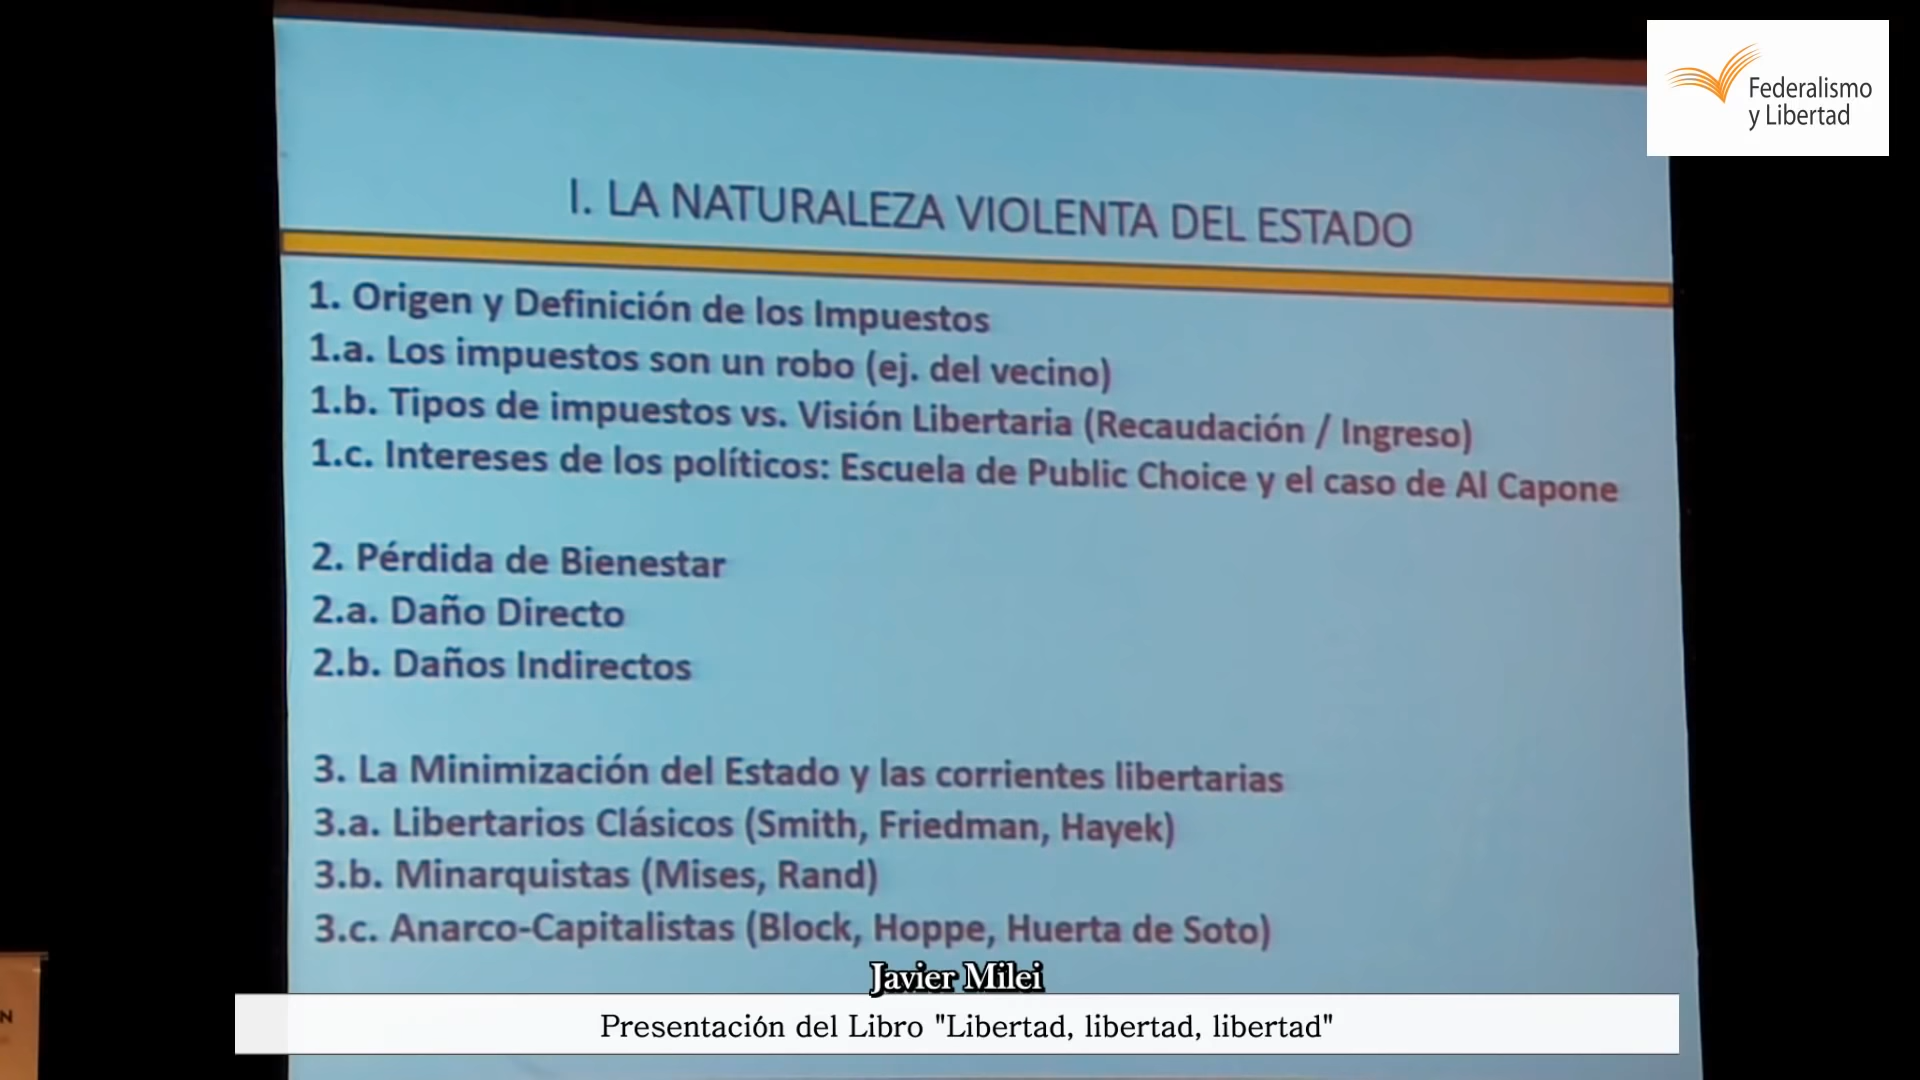 Federalismo
y Libertad
I. LA NATURALEZA VIOLENTA DEL ESTADO
1. Origen y Definición de los Impuestos
1.a. Los impuestos son un robo (ej. del vecino)
1.b. Tipos de impuestos vs. Visión Libertaria (Recaudación / Ingreso)
1.c. Intereses de los políticos: Escuela de Public Choice y el caso de Al Capone
2. Pérdida de Bienestar
2.a. Daño Directo
2.b. Daños Indirectos
3. La Minimización del Estado y las corrientes libertarias
3.a. Libertarios Clásicos (Smith, Friedman, Hayek)
3.b. Minarquistas (Mises, Rand)
3.c. Anarco-Capitalistas (Block, Hoppe, Huerta de Soto)
Javier Milei
Presentación del Libro "Libertad, libertad, libertad"